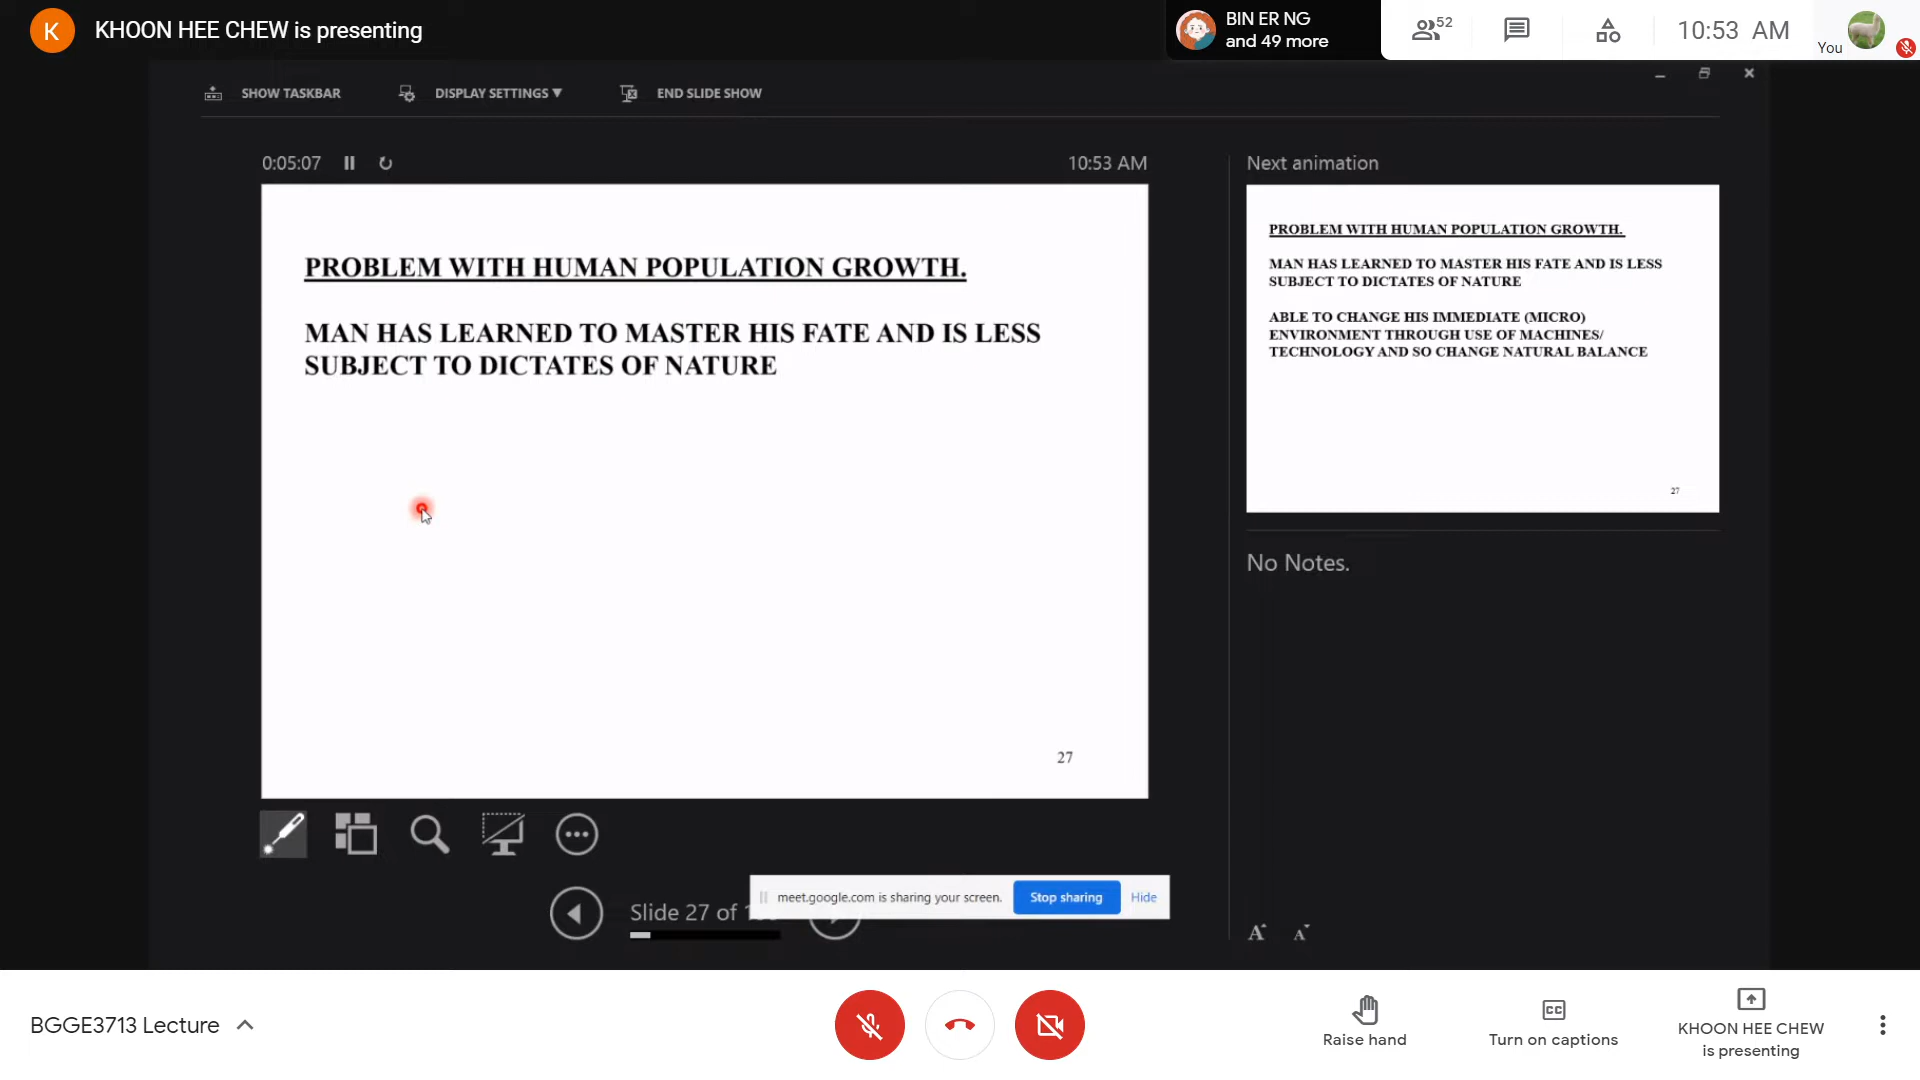 K
KHOON HEE CHEW is presenting
BIN ER NG
and 49 more
52
10:53 AM
You
SHOW TASKBAR
DISPLAY SETTINGS ▼
END SLIDE SHOW
0:05:07
10:53 AM
Next animation
PROBLEM WITH HUMAN POPULATION GROWTH.
MAN HAS LEARNED TO MASTER HIS FATE AND IS LESS
SUBJECT TO DICTATES OF NATURE
27
PROBLEM WITH HUMAN POPULATION GROWTH.
MAN HAS LEARNED TO MASTER HIS FATE AND IS LESS
SUBJECT TO DICTATES OF NATURE
ABLE TO CHANGE HIS IMMEDIATE (MICRO)
ENVIRONMENT THROUGH USE OF MACHINES/
TECHNOLOGY AND SO CHANGE NATURAL BALANCE
27
No Notes.
Slide 27 of
meet.google.com is sharing your screen.
Stop sharing
Hide
A A
BGGE3713 Lecture
Raise hand
CC
Turn on captions
KHOON HEE CHEW
is presenting